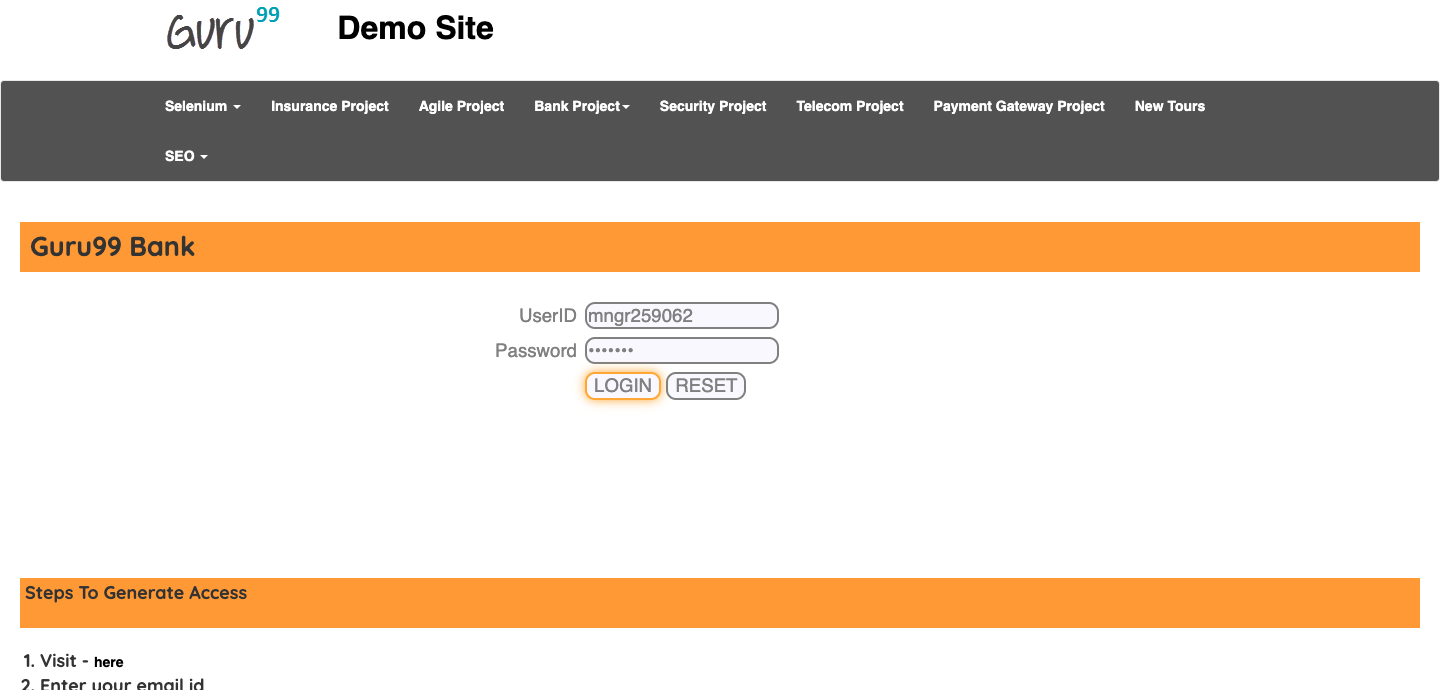 Guru99 Demo Site
Selenium Insurance Project Agile Project Bank Project Security Project Telecom Project Payment Gateway Project New Tours
SEO
Guru99 Bank
UserID mngr259062
Password •••••••
LOGIN RESET
Steps To Generate Access
1. Visit - here
2. Enter your email id